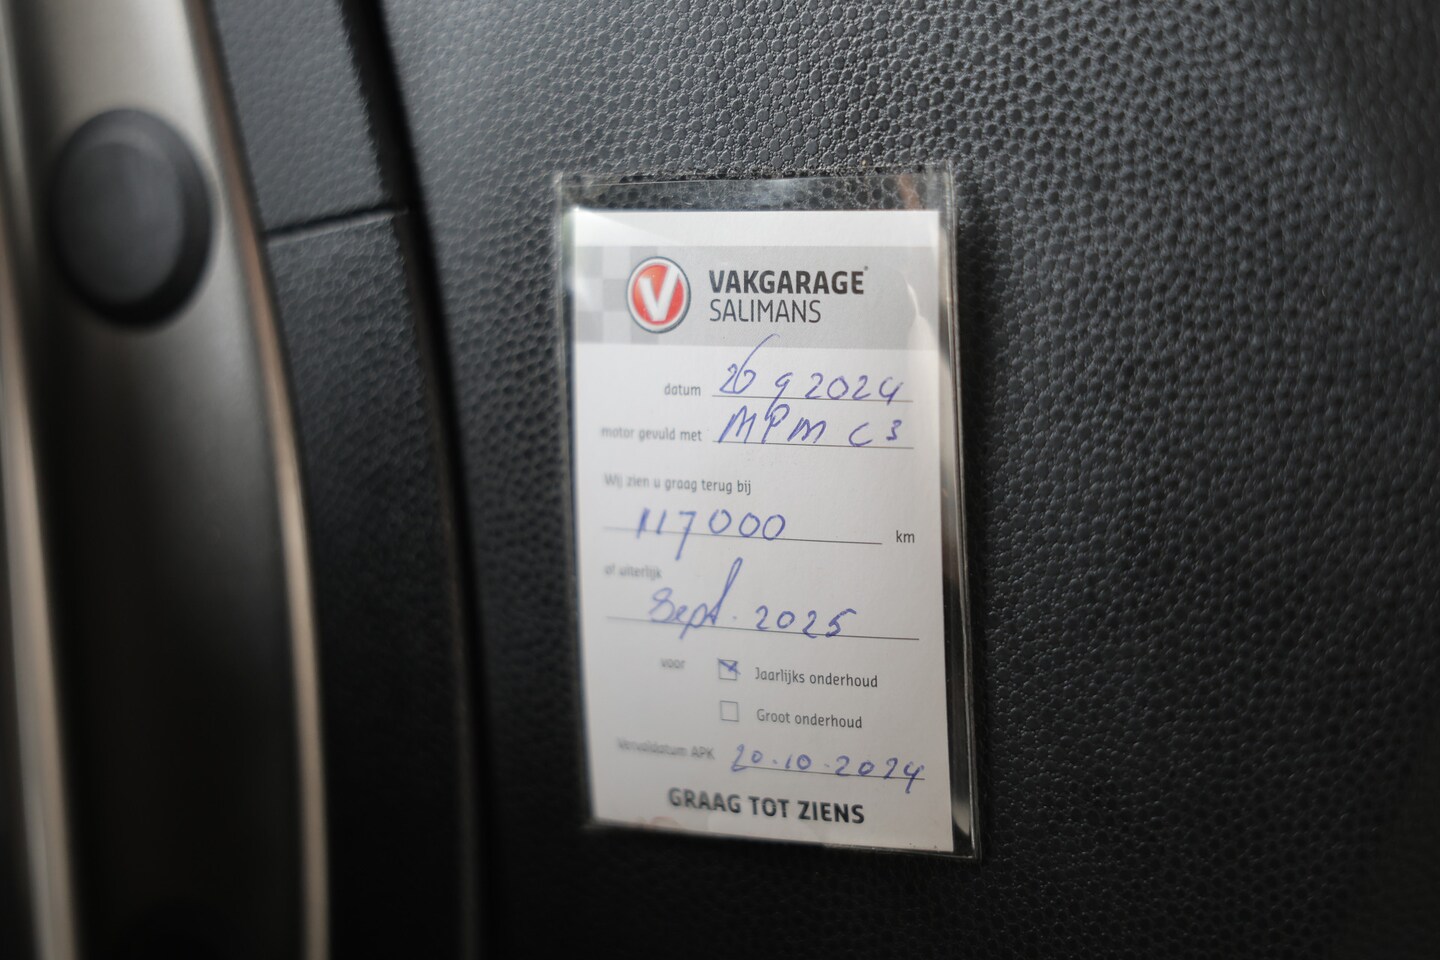 V VAKGARAGE
SALIMANS
datum 26 9 2024
motor gevuld met MPM C3
Wij zien u graag terug bij
117000 km
of uiterlijk
Sept. 2025
voor Jaarlijks onderhoud
Groot onderhoud
Vervaldatum APK 20.10.2024
GRAAG TOT ZIENS